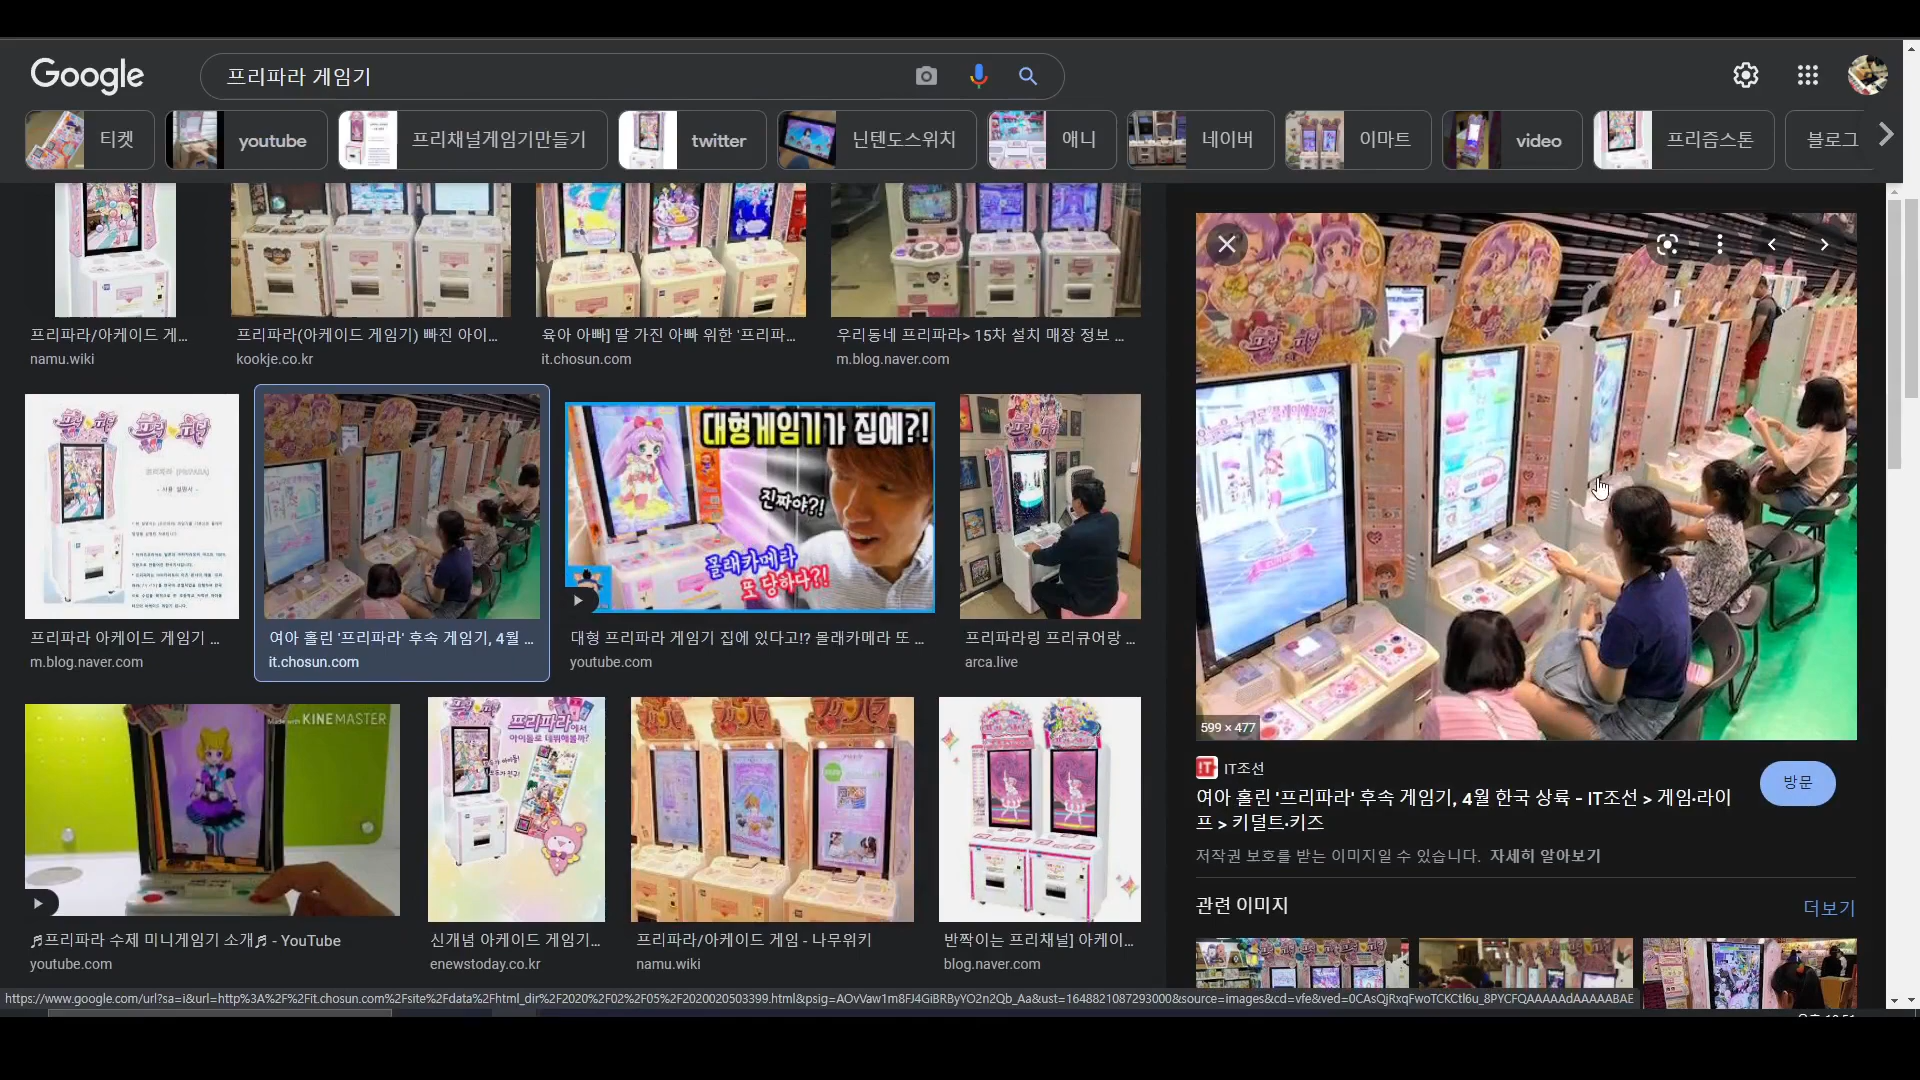 Google
프리파라 게임기
티켓
youtube
프리채널게임기만들기
twitter
닌텐도스위치
애니
네이버
이마트
video
프리즘스톤
블로그
프리파라/아케이드 게...
namu.wiki
프리파라(아케이드 게임기) 빠진 아이...
kookje.co.kr
육아 아빠] 딸 가진 아빠 위한 '프리파...
it.chosun.com
우리동네 프리파라> 15차 설치 매장 정보 ...
m.blog.naver.com
대형게임기가 집에?!
진짜야?!
몰래카메라
또 당하다?!
프리파라 아케이드 게임기 ...
m.blog.naver.com
여아 홀린 '프리파라' 후속 게임기, 4월 ...
it.chosun.com
대형 프리파라 게임기 집에 있다고!? 몰래카메라 또 ...
youtube.com
프리파라링 프리큐어랑 ...
arca.live
Made with KINEMASTER
프리파라에서
아이돌로 데뷔해볼까?
♬프리파라 수제 미니게임기 소개♬ - YouTube
youtube.com
신개념 아케이드 게임기...
enewstoday.co.kr
프리파라/아케이드 게임 - 나무위키
namu.wiki
반짝이는 프리채널] 아케이...
blog.naver.com
599 × 477
IT조선
방문
여아 홀린 '프리파라' 후속 게임기, 4월 한국 상륙 - IT조선 > 게임·라이
프 > 키덜트·키즈
저작권 보호를 받는 이미지일 수 있습니다. 자세히 알아보기
관련 이미지
더보기
https://www.google.com/url?sa=i&url=http%3A%2F%2Fit.chosun.com%2Fsite%2Fdata%2Fhtml_dir%2F2020%2F02%2F05%2F2020020503399.html&psig=AOvVaw1m8FJ4GiBRByYO2n2Qb_Aa&ust=1648821087293000&source=images&cd=vfe&ved=0CAsQjRxqFwoTCKCtl6u_8PYCFQAAAAAdAAAAABAE